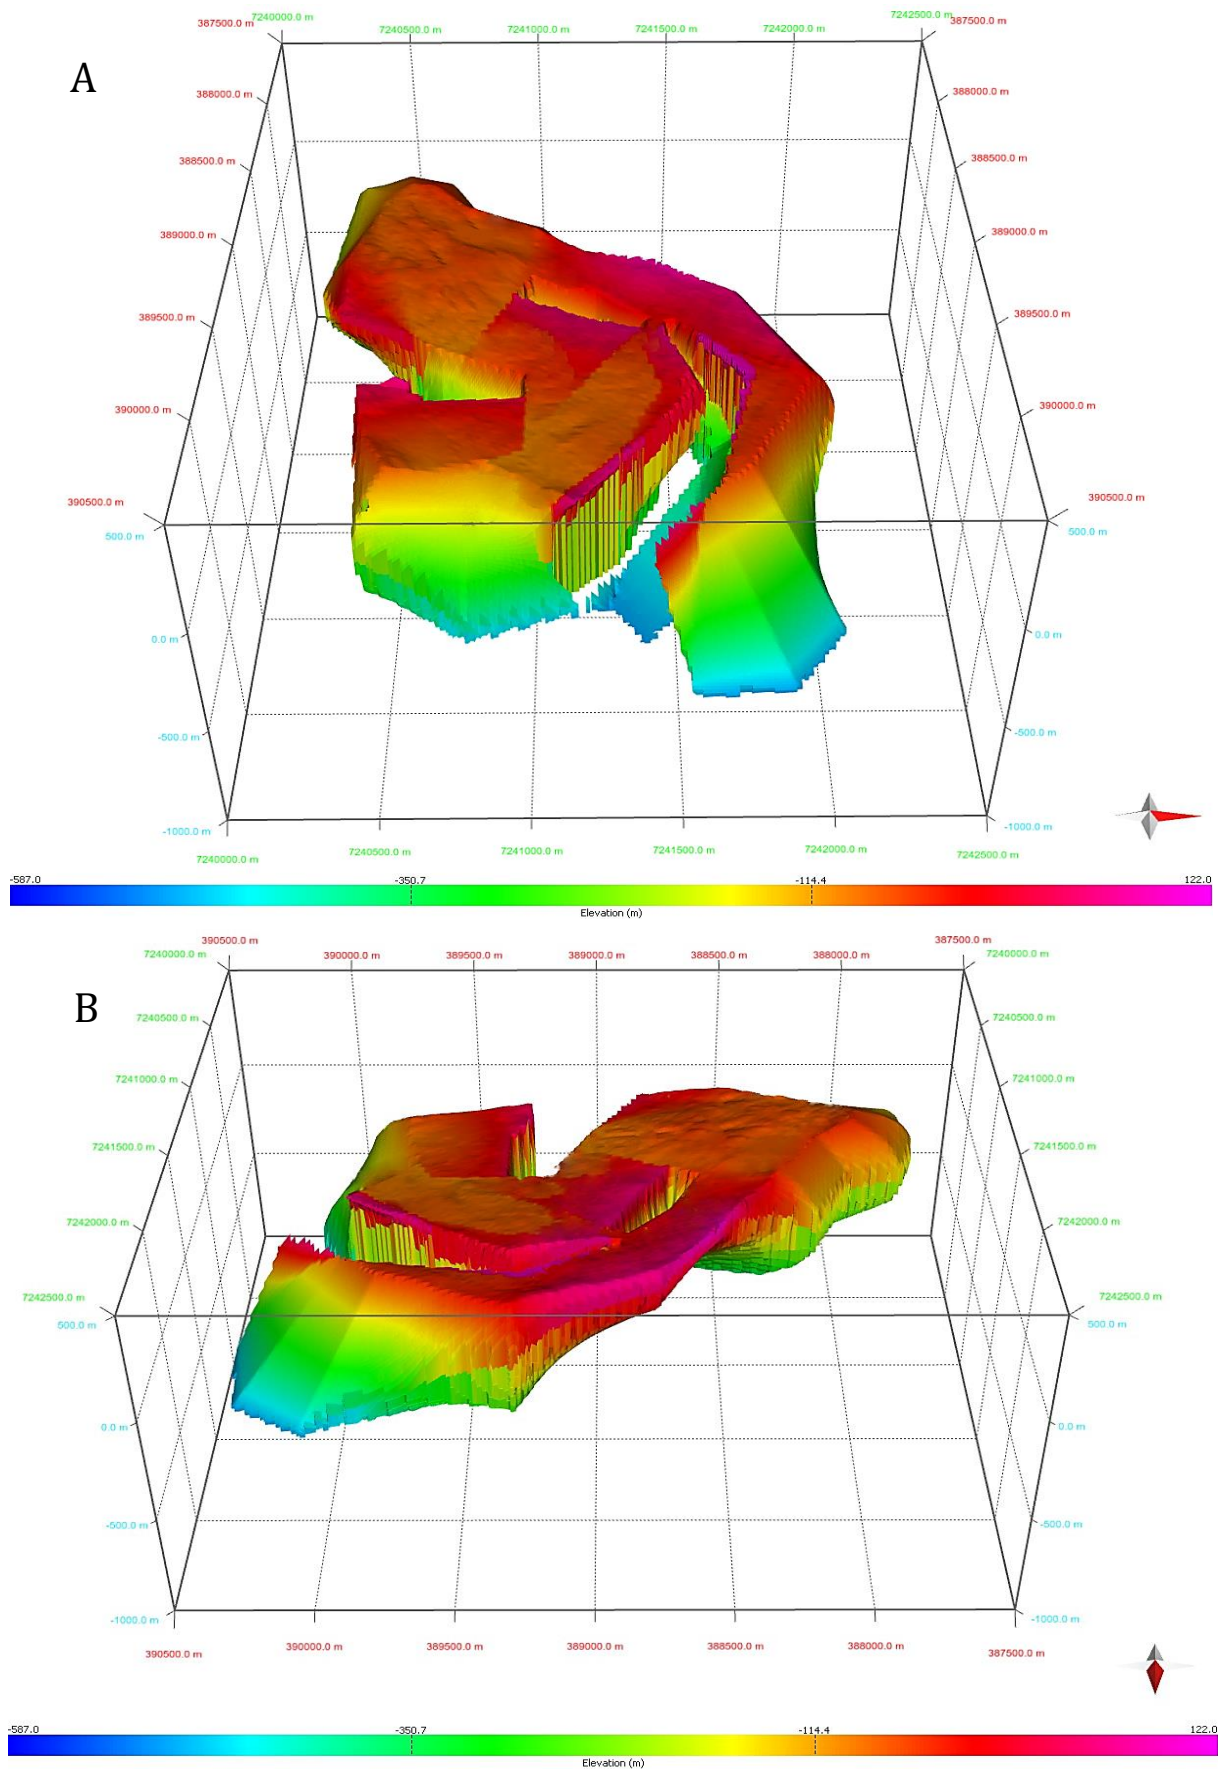 7240000.0 m
7242500.0 m
387500.0 m
387500.0 m
7240500.0 m
7241000.0 m
7241500.0 m
7242000.0 m
A
388000.0 m
388000.0 m
388500.0 m
388500.0 m
389000.0 m
389000.0 m
389500.0 m
389500.0 m
390000.0 m
390000.0 m
390500.0 m
390500.0 m
500.0 m
500.0 m
0.0 m
0.0 m
-500.0 m
-500.0 m
-1000.0 m
-1000.0 m
7240000.0 m
7240500.0 m
7241000.0 m
7241500.0 m
7242000.0 m
7242500.0 m
-587.0
-350.7
-114.4
122.0
Elevation (m)
390500.0 m
387500.0 m
7240000.0 m
390000.0 m
389500.0 m
389000.0 m
388500.0 m
388000.0 m
7240000.0 m
B
7240500.0 m
7240500.0 m
7241000.0 m
7241000.0 m
7241500.0 m
7241500.0 m
7242000.0 m
7242000.0 m
7242500.0 m
7242500.0 m
500.0 m
500.0 m
0.0 m
0.0 m
-500.0 m
-500.0 m
-1000.0 m
-1000.0 m
390500.0 m
390000.0 m
389500.0 m
389000.0 m
388500.0 m
388000.0 m
387500.0 m
-587.0
-350.7
-114.4
122.0
Elevation (m)